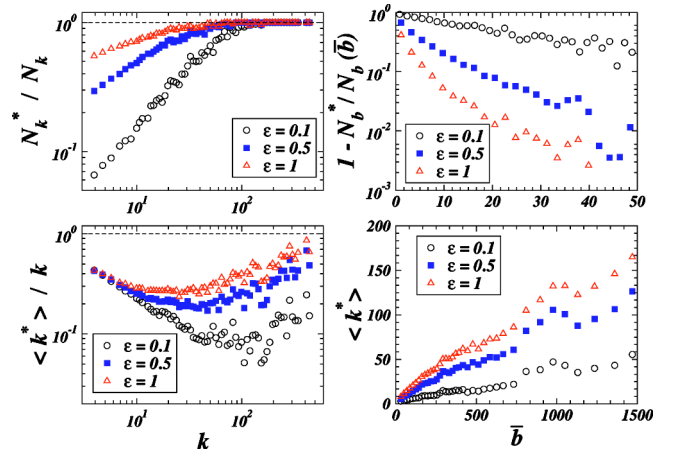 10^0
10^-1
N_k^* / N_k
ε = 0.1
ε = 0.5
ε = 1
10^1
10^2
k
10^0
10^-1
10^-2
10^-3
1 - N_b^* / N_b (b̄)
ε = 0.1
ε = 0.5
ε = 1
0
10
20
30
40
50
10^0
10^-1
< k^* > / k
ε = 0.1
ε = 0.5
ε = 1
10^1
10^2
k
200
150
100
50
0
< k^* >
ε = 0.1
ε = 0.5
ε = 1
0
500
1000
1500
b̄